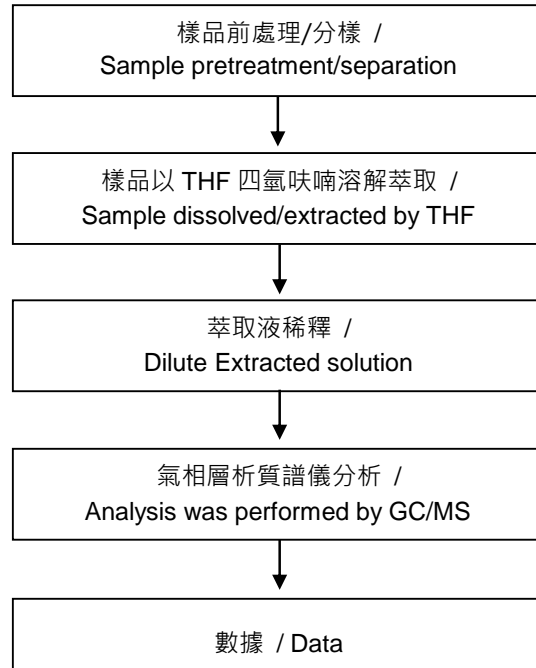 樣品前處理/分樣 /
Sample pretreatment/separation
樣品以 THF 四氫呋喃溶解萃取 /
Sample dissolved/extracted by THF
萃取液稀釋 /
Dilute Extracted solution
氣相層析質譜儀分析 /
Analysis was performed by GC/MS
數據 / Data